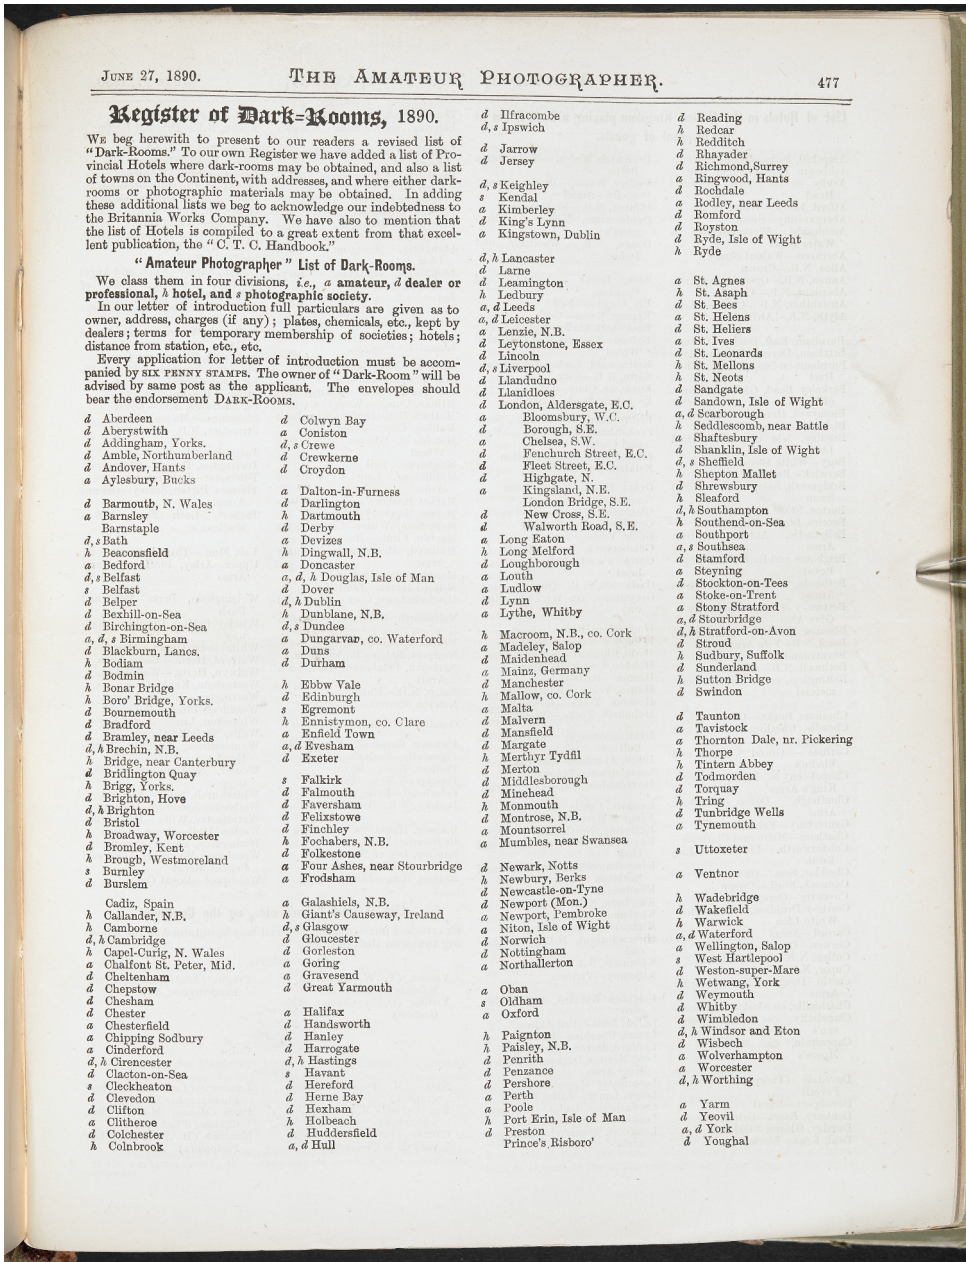 JUNE 27, 1890. THE AMATEUR PHOTOGRAPHER. 477
Register of Dark=Rooms, 1890.
WE beg herewith to present to our readers a revised list of
"Dark-Rooms." To our own Register we have added a list of Pro-
vincial Hotels where dark-rooms may be obtained, and also a list
of towns on the Continent, with addresses, and where either dark-
rooms or photographic materials may be obtained. In adding
these additional lists we beg to acknowledge our indebtedness to
the Britannia Works Company. We have also to mention that
the list of Hotels is compiled to a great extent from that excel-
lent publication, the "C. T. C. Handbook."
"Amateur Photographer" List of Dark-Rooms.
We class them in four divisions, i.e., a amateur, d dealer or
professional, h hotel, and s photographic society.
In our letter of introduction full particulars are given as to
owner, address, charges (if any); plates, chemicals, etc., kept by
dealers; terms for temporary membership of societies; hotels;
distance from station, etc., etc.
Every application for letter of introduction must be accom-
panied by SIX PENNY STAMPS. The owner of "Dark-Room" will be
advised by same post as the applicant. The envelopes should
bear the endorsement DARK-ROOMS.
d Aberdeen
d Aberystwith
d Addingham, Yorks.
d Amble, Northumberland
d Andover, Hants
a Aylesbury, Bucks
d Barmouth, N. Wales
a Barnsley
Barnstaple
d, s Bath
h Beaconsfield
a Bedford
d, s Belfast
s Belfast
d Belper
d Bexhill-on-Sea
d Birchington-on-Sea
a, d, s Birmingham
d Blackburn, Lancs.
h Bodiam
d Bodmin
h Bonar Bridge
h Boro' Bridge, Yorks.
d Bournemouth
d Bradford
d Bramley, near Leeds
d, h Brechin, N.B.
h Bridge, near Canterbury
d Bridlington Quay
h Brigg, Yorks.
d Brighton, Hove
d, h Brighton
d Bristol
h Broadway, Worcester
d Bromley, Kent
h Brough, Westmoreland
s Burnley
d Burslem
Cadiz, Spain
h Callander, N.B.
h Camborne
d, h Cambridge
h Capel-Curig, N. Wales
a Chalfont St. Peter, Mid.
d Cheltenham
d Chepstow
d Chesham
d Chester
a Chesterfield
a Chipping Sodbury
a Cinderford
d, h Cirencester
d Clacton-on-Sea
s Cleckheaton
d Clevedon
d Clifton
a Clitheroe
d Colchester
h Colnbrook
d Colwyn Bay
a Coniston
d, s Crewe
d Crewkerne
d Croydon
a Dalton-in-Furness
d Darlington
h Dartmouth
d Derby
a Devizes
h Dingwall, N.B.
a Doncaster
a, d, h Douglas, Isle of Man
d Dover
d, h Dublin
h Dunblane, N.B.
d, s Dundee
a Dungarvan, co. Waterford
a Duns
d Durham
h Ebbw Vale
d Edinburgh
s Egremont
h Ennistymon, co. Clare
a Enfield Town
a, d Evesham
d Exeter
s Falkirk
d Falmouth
d Faversham
d Felixstowe
d Finchley
h Fochabers, N.B.
d Folkestone
a Four Ashes, near Stourbridge
a Frodsham
a Galashiels, N.B.
h Giant's Causeway, Ireland
d, s Glasgow
d Gloucester
d Gorleston
a Goring
a Gravesend
d Great Yarmouth
a Halifax
d Handsworth
d Hanley
d Harrogate
d, h Hastings
s Havant
d Hereford
d Herne Bay
d Hexham
h Holbeach
d Huddersfield
a, d Hull
d Ilfracombe
d, s Ipswich
d Jarrow
d Jersey
d, s Keighley
s Kendal
a Kimberley
d King's Lynn
a Kingstown, Dublin
d, h Lancaster
d Larne
d Leamington
h Ledbury
a, d Leeds
a, d Leicester
a Lenzie, N.B.
d Leytonstone, Essex
d Lincoln
d, s Liverpool
d Llandudno
d Llanidloes
d London, Aldersgate, E.C.
a Bloomsbury, W.C.
d Borough, S.E.
a Chelsea, S.W.
d Fenchurch Street, E.C.
d Fleet Street, E.C.
d Highgate, N.
a Kingsland, N.E.
London Bridge, S.E.
d New Cross, S.E.
d Walworth Road, S.E.
a Long Eaton
h Long Melford
d Loughborough
a Louth
a Ludlow
d Lynn
a Lythe, Whitby
h Macroom, N.B., co. Cork
a Madeley, Salop
d Maidenhead
a Mainz, Germany
d Manchester
h Mallow, co. Cork
a Malta
d Malvern
d Mansfield
d Margate
h Merthyr Tydfil
d Merton
d Middlesborough
d Minehead
h Monmouth
d Montrose, N.B.
a Mountsorrel
a Mumbles, near Swansea
d Newark, Notts
h Newbury, Berks
d Newcastle-on-Tyne
d Newport (Mon.)
a Newport, Pembroke
a Niton, Isle of Wight
d Norwich
d Nottingham
a Northallerton
a Oban
s Oldham
a Oxford
h Paignton
h Paisley, N.B.
d Penrith
d Penzance
d Pershore
a Perth
a Poole
h Port Erin, Isle of Man
d Preston
Prince's Risboro'
d Reading
h Redcar
h Redditch
d Rhayader
d Richmond, Surrey
a Ringwood, Hants
d Rochdale
a Rodley, near Leeds
d Romford
d Royston
d Ryde, Isle of Wight
h Ryde
a St. Agnes
h St. Asaph
d St. Bees
a St. Helens
d St. Heliers
a St. Ives
d St. Leonards
h St. Mellons
h St. Neots
d Sandgate
d Sandown, Isle of Wight
a, d Scarborough
h Seddlescomb, near Battle
a Shaftesbury
d Shanklin, Isle of Wight
d, s Sheffield
h Shepton Mallet
d Shrewsbury
h Sleaford
d, h Southampton
h Southend-on-Sea
a Southport
a, s Southsea
d Stamford
a Steyning
d Stockton-on-Tees
a Stoke-on-Trent
a Stony Stratford
a, d Stourbridge
d, h Stratford-on-Avon
d Stroud
h Sudbury, Suffolk
d Sunderland
h Sutton Bridge
d Swindon
d Taunton
a Tavistock
a Thornton Dale, nr. Pickering
h Thorpe
h Tintern Abbey
d Todmorden
d Torquay
h Tring
d Tunbridge Wells
a Tynemouth
s Uttoxeter
a Ventnor
h Wadebridge
d Wakefield
h Warwick
a, d Waterford
a Wellington, Salop
s West Hartlepool
d Weston-super-Mare
h Wetwang, York
d Weymouth
d Whitby
d Wimbledon
d, h Windsor and Eton
d Wisbech
a Wolverhampton
a Worcester
d, h Worthing
a Yarm
d Yeovil
a, d York
d Youghal